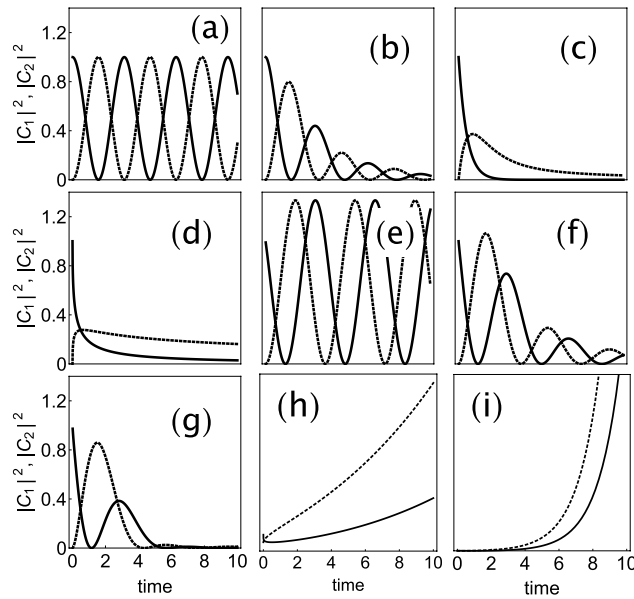 (a) (b) (c)
|C₁|², |C₂|²
1.2
0.8
0.4
0
(d) (e) (f)
|C₁|², |C₂|²
1.2
0.8
0.4
0
(g) (h) (i)
|C₁|², |C₂|²
1.2
0.8
0.4
0
0 2 4 6 8 10 0 2 4 6 8 10 0 2 4 6 8 10
time time time